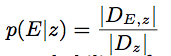 p(E|z) = |D_{E,z}| / |D_z|